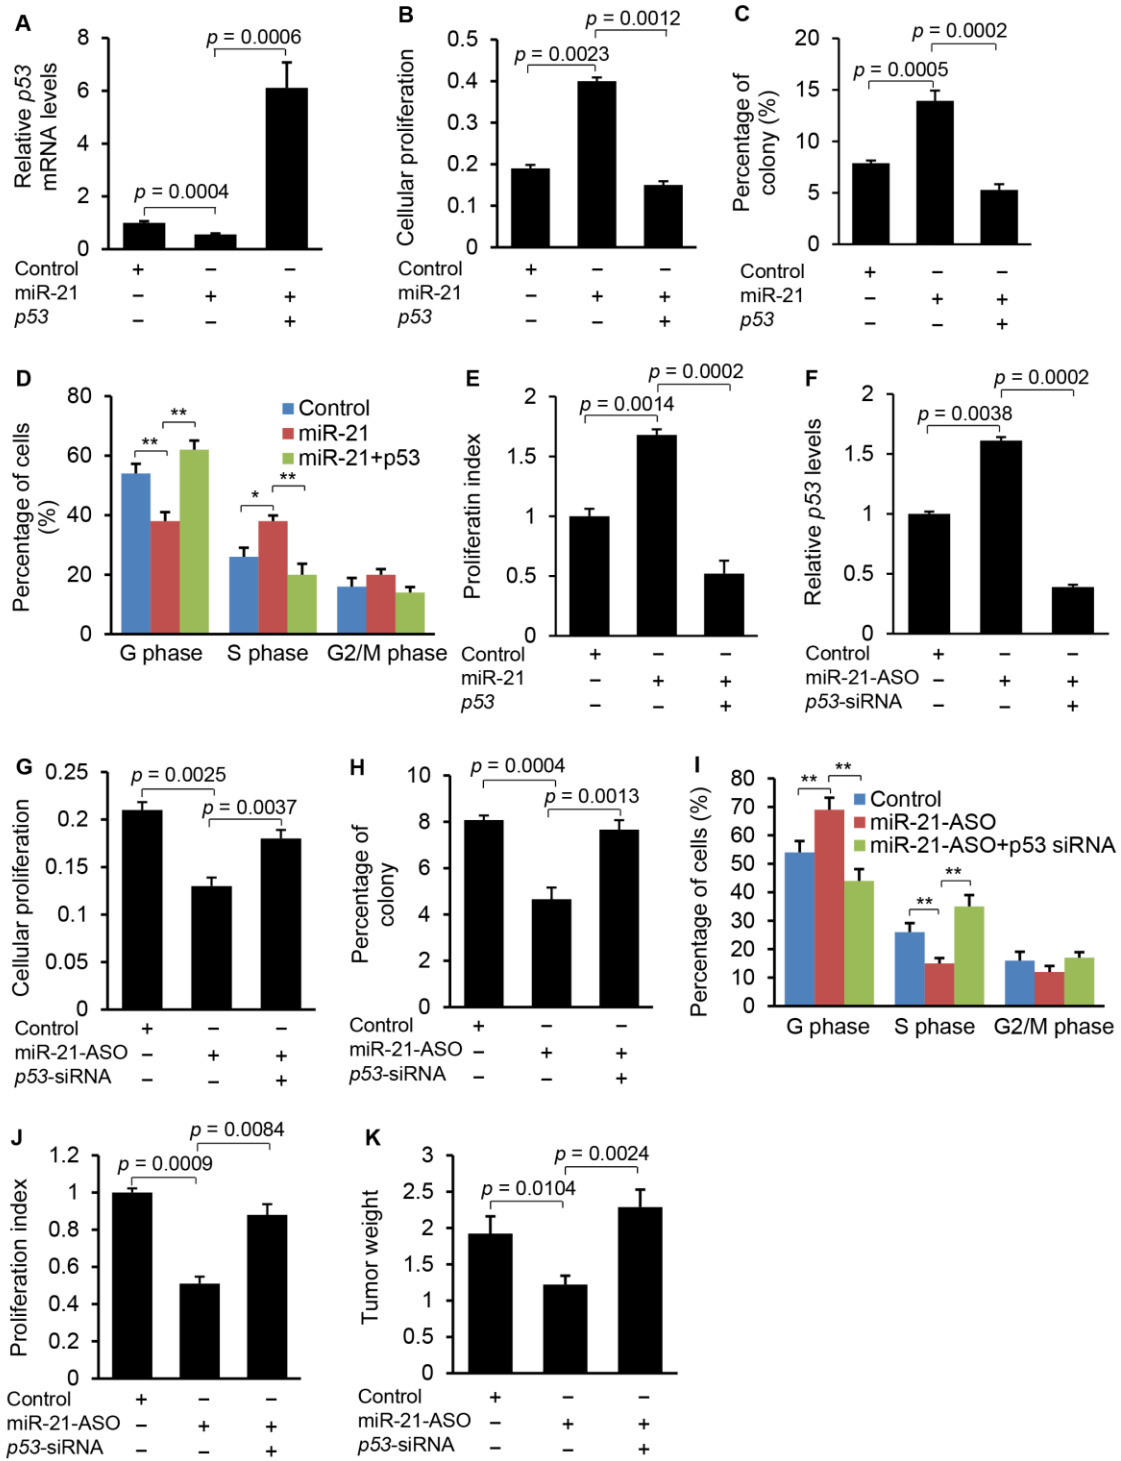 A
Relative p53
mRNA levels
8
6
4
2
0
p = 0.0004
p = 0.0006
Control + – –
miR-21 – + +
p53 – – +
B
Cellular proliferation
0.5
0.4
0.3
0.2
0.1
0
p = 0.0023
p = 0.0012
Control + – –
miR-21 – + +
p53 – – +
C
Percentage of
colony (%)
20
15
10
5
0
p = 0.0005
p = 0.0002
Control + – –
miR-21 – + +
p53 – – +
D
Percentage of cells
(%)
80
60
40
20
0
** **
* **
Control
miR-21
miR-21+p53
G phase S phase G2/M phase
E
Proliferatin index
2
1.5
1
0.5
0
p = 0.0014
p = 0.0002
Control + – –
miR-21 – + +
p53 – – +
F
Relative p53 levels
2
1.5
1
0.5
0
p = 0.0038
p = 0.0002
Control + – –
miR-21-ASO – + +
p53-siRNA – – +
G
Cellular proliferation
0.25
0.2
0.15
0.1
0.05
0
p = 0.0025
p = 0.0037
Control + – –
miR-21-ASO – + +
p53-siRNA – – +
H
Percentage of
colony
10
8
6
4
2
0
p = 0.0004
p = 0.0013
Control + – –
miR-21-ASO – + +
p53-siRNA – – +
I
Percentage of cells (%)
80
70
60
50
40
30
20
10
0
** **
** **
Control
miR-21-ASO
miR-21-ASO+p53 siRNA
G phase S phase G2/M phase
J
Proliferation index
1.2
1
0.8
0.6
0.4
0.2
0
p = 0.0009
p = 0.0084
Control + – –
miR-21-ASO – + +
p53-siRNA – – +
K
Tumor weight
3
2.5
2
1.5
1
0.5
0
p = 0.0104
p = 0.0024
Control + – –
miR-21-ASO – + +
p53-siRNA – – +